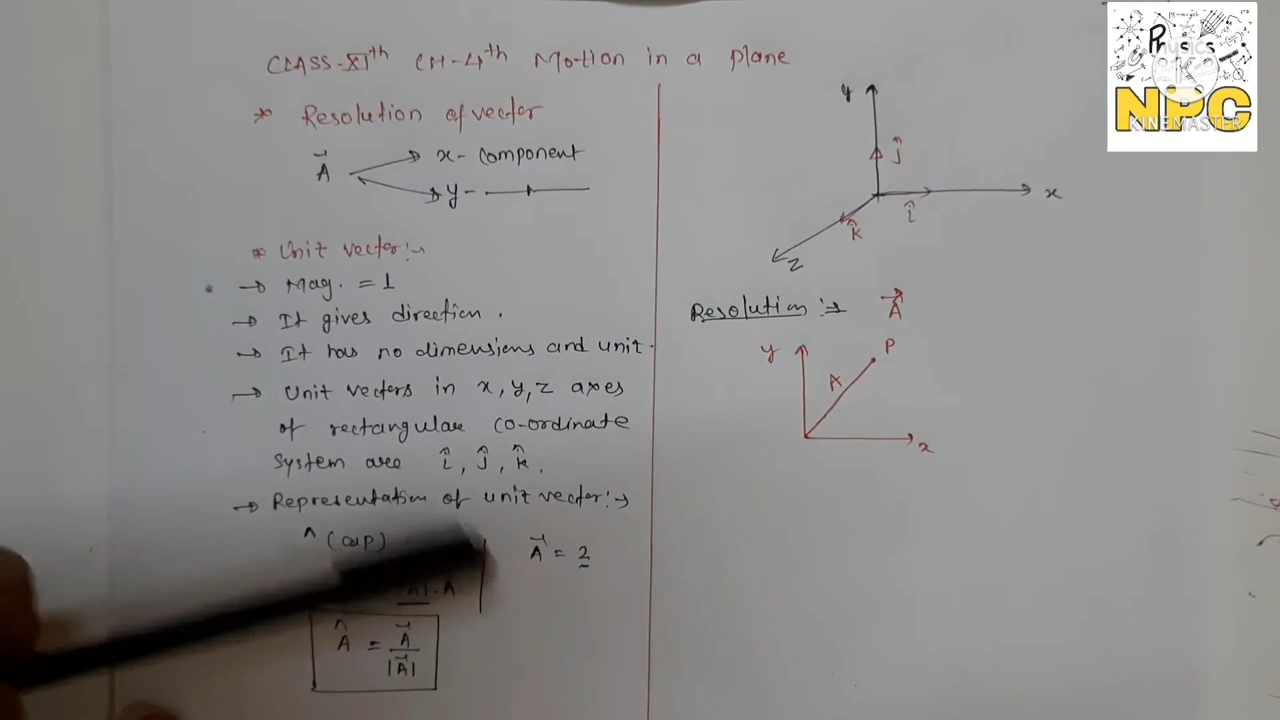 CLASS-XIth CH-4th Motion in a plane
* Resolution of vector
A
x- component
y-
* Unit vector:-
→ Mag. = 1
→ It gives direction.
→ It has no dimensions and unit.
→ Unit vectors in x, y, z axes
of rectangular co-ordinate
system are î, ĵ, k̂.
→ Representation of unit vector:→
^ (cap)
A⃗ = 2
Â = A⃗ / |A⃗|
y
ĵ
î
x
k̂
z
Resolution :→ A⃗
y
P
A
x
Physics
K
NPC
KINEMASTER